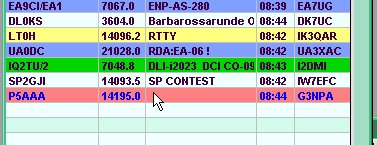 EA9CI/EA1 7067.0 ENP-AS-280 08:39 EA7UG
DL0KS 3604.0 Barbarossarunde O 08:44 DK7UC
LT0H 14096.2 RTTY 08:42 IK3QAR
UA0DC 21028.0 RDA:EA-06 ! 08:42 UA3XAC
IQ2TU/2 7048.8 DLI-i2023 DCI CO-09 08:43 I2DMI
SP2GJI 14093.5 SP CONTEST 08:42 IW7EFC
P5AAA 14195.0 08:44 G3NPA